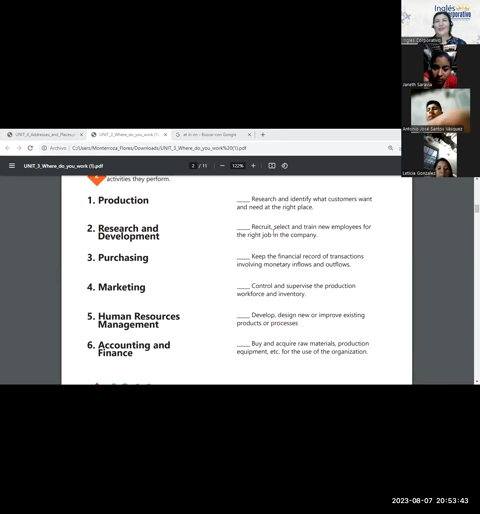 Inglés
Corporativo
Inglés Corporativo
Janeth Saravia
Antonio José Santos Vásquez
Leticia Gonzalez
UNIT_3_Where_do_you_work (1).pdf
Archivo
C:/Users/Monterroza_Flores/Downloads/UNIT_3_Where_do_you_work%20(1).pdf
UNIT_3_Where_do_you_work (1).pdf
2 / 11
122%
activities they perform.
1. Production
____ Research and identify what customers want
and need at the right place.
2. Research and
Development
____ Recruit, select and train new employees for
the right job in the company.
3. Purchasing
____ Keep the financial record of transactions
involving monetary inflows and outflows.
4. Marketing
____ Control and supervise the production
workforce and inventory.
5. Human Resources
Management
____ Develop, design new or improve existing
products or processes
6. Accounting and
Finance
____ Buy and acquire raw materials, production
equipment, etc. for the use of the organization.
2023-08-07 20:53:43